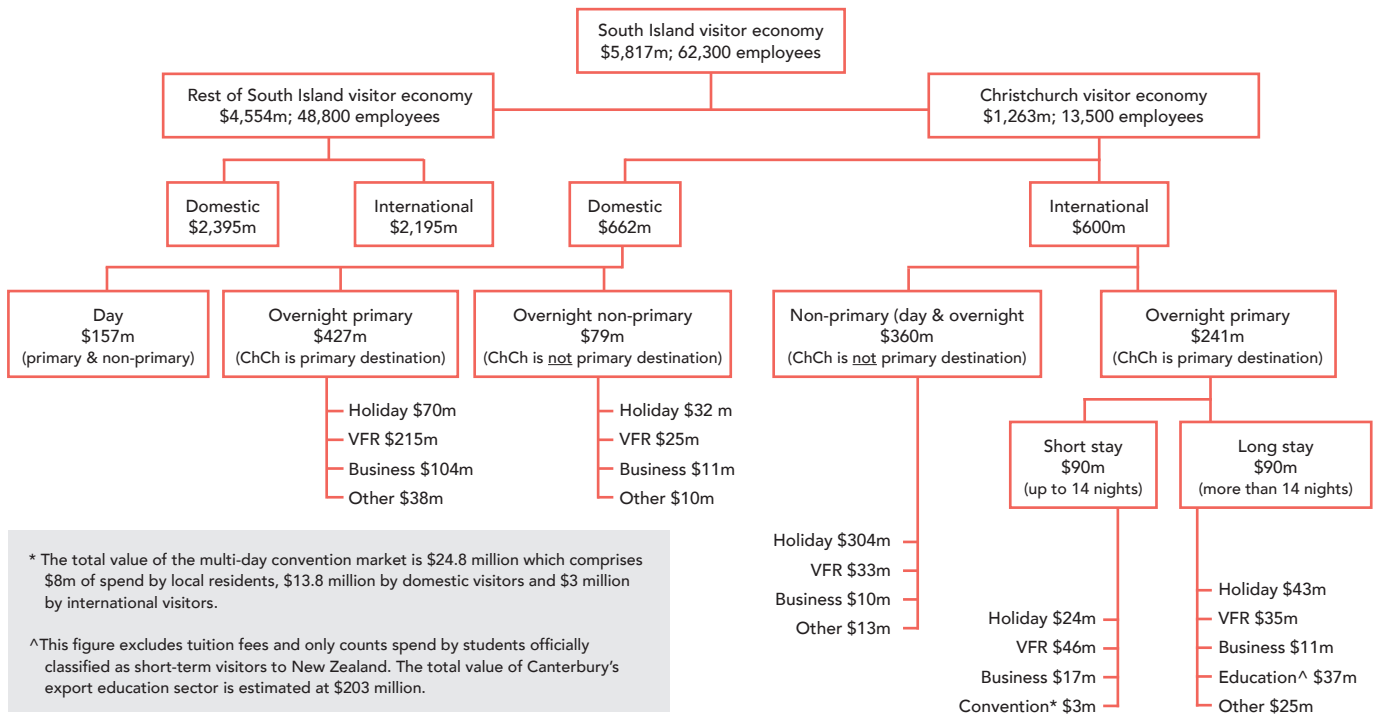 South Island visitor economy
$5,817m; 62,300 employees
Rest of South Island visitor economy
$4,554m; 48,800 employees
Christchurch visitor economy
$1,263m; 13,500 employees
Domestic
$2,395m
International
$2,195m
Domestic
$662m
International
$600m
Day
$157m
(primary & non-primary)
Overnight primary
$427m
(ChCh is primary destination)
Overnight non-primary
$79m
(ChCh is not primary destination)
Non-primary (day & overnight
$360m
(ChCh is not primary destination)
Overnight primary
$241m
(ChCh is primary destination)
Holiday $70m
VFR $215m
Business $104m
Other $38m
Holiday $32 m
VFR $25m
Business $11m
Other $10m
Short stay
$90m
(up to 14 nights)
Long stay
$90m
(more than 14 nights)
Holiday $304m
VFR $33m
Business $10m
Other $13m
Holiday $24m
VFR $46m
Business $17m
Convention* $3m
Holiday $43m
VFR $35m
Business $11m
Education^ $37m
Other $25m
* The total value of the multi-day convention market is $24.8 million which comprises
$8m of spend by local residents, $13.8 million by domestic visitors and $3 million
by international visitors.
^This figure excludes tuition fees and only counts spend by students officially
classified as short-term visitors to New Zealand. The total value of Canterbury's
export education sector is estimated at $203 million.